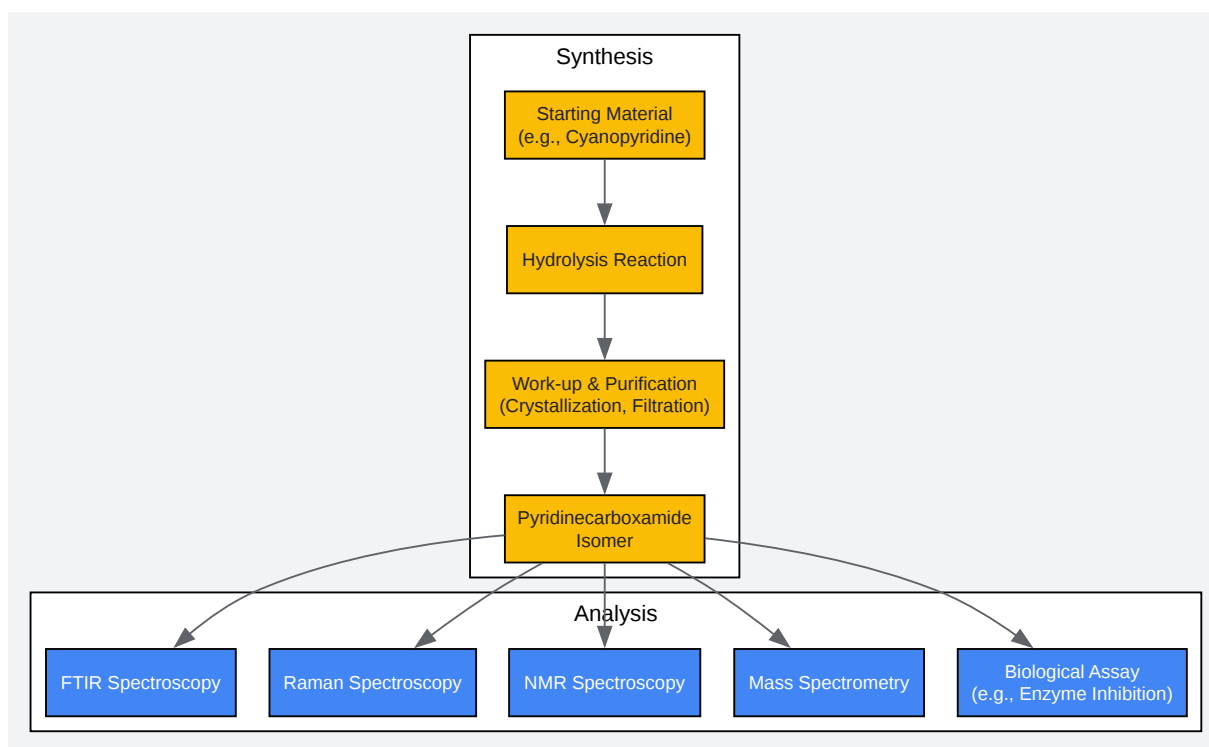 Synthesis
Starting Material
(e.g., Cyanopyridine)
Hydrolysis Reaction
Work-up & Purification
(Crystallization, Filtration)
Pyridinecarboxamide
Isomer
Analysis
FTIR Spectroscopy
Raman Spectroscopy
NMR Spectroscopy
Mass Spectrometry
Biological Assay
(e.g., Enzyme Inhibition)